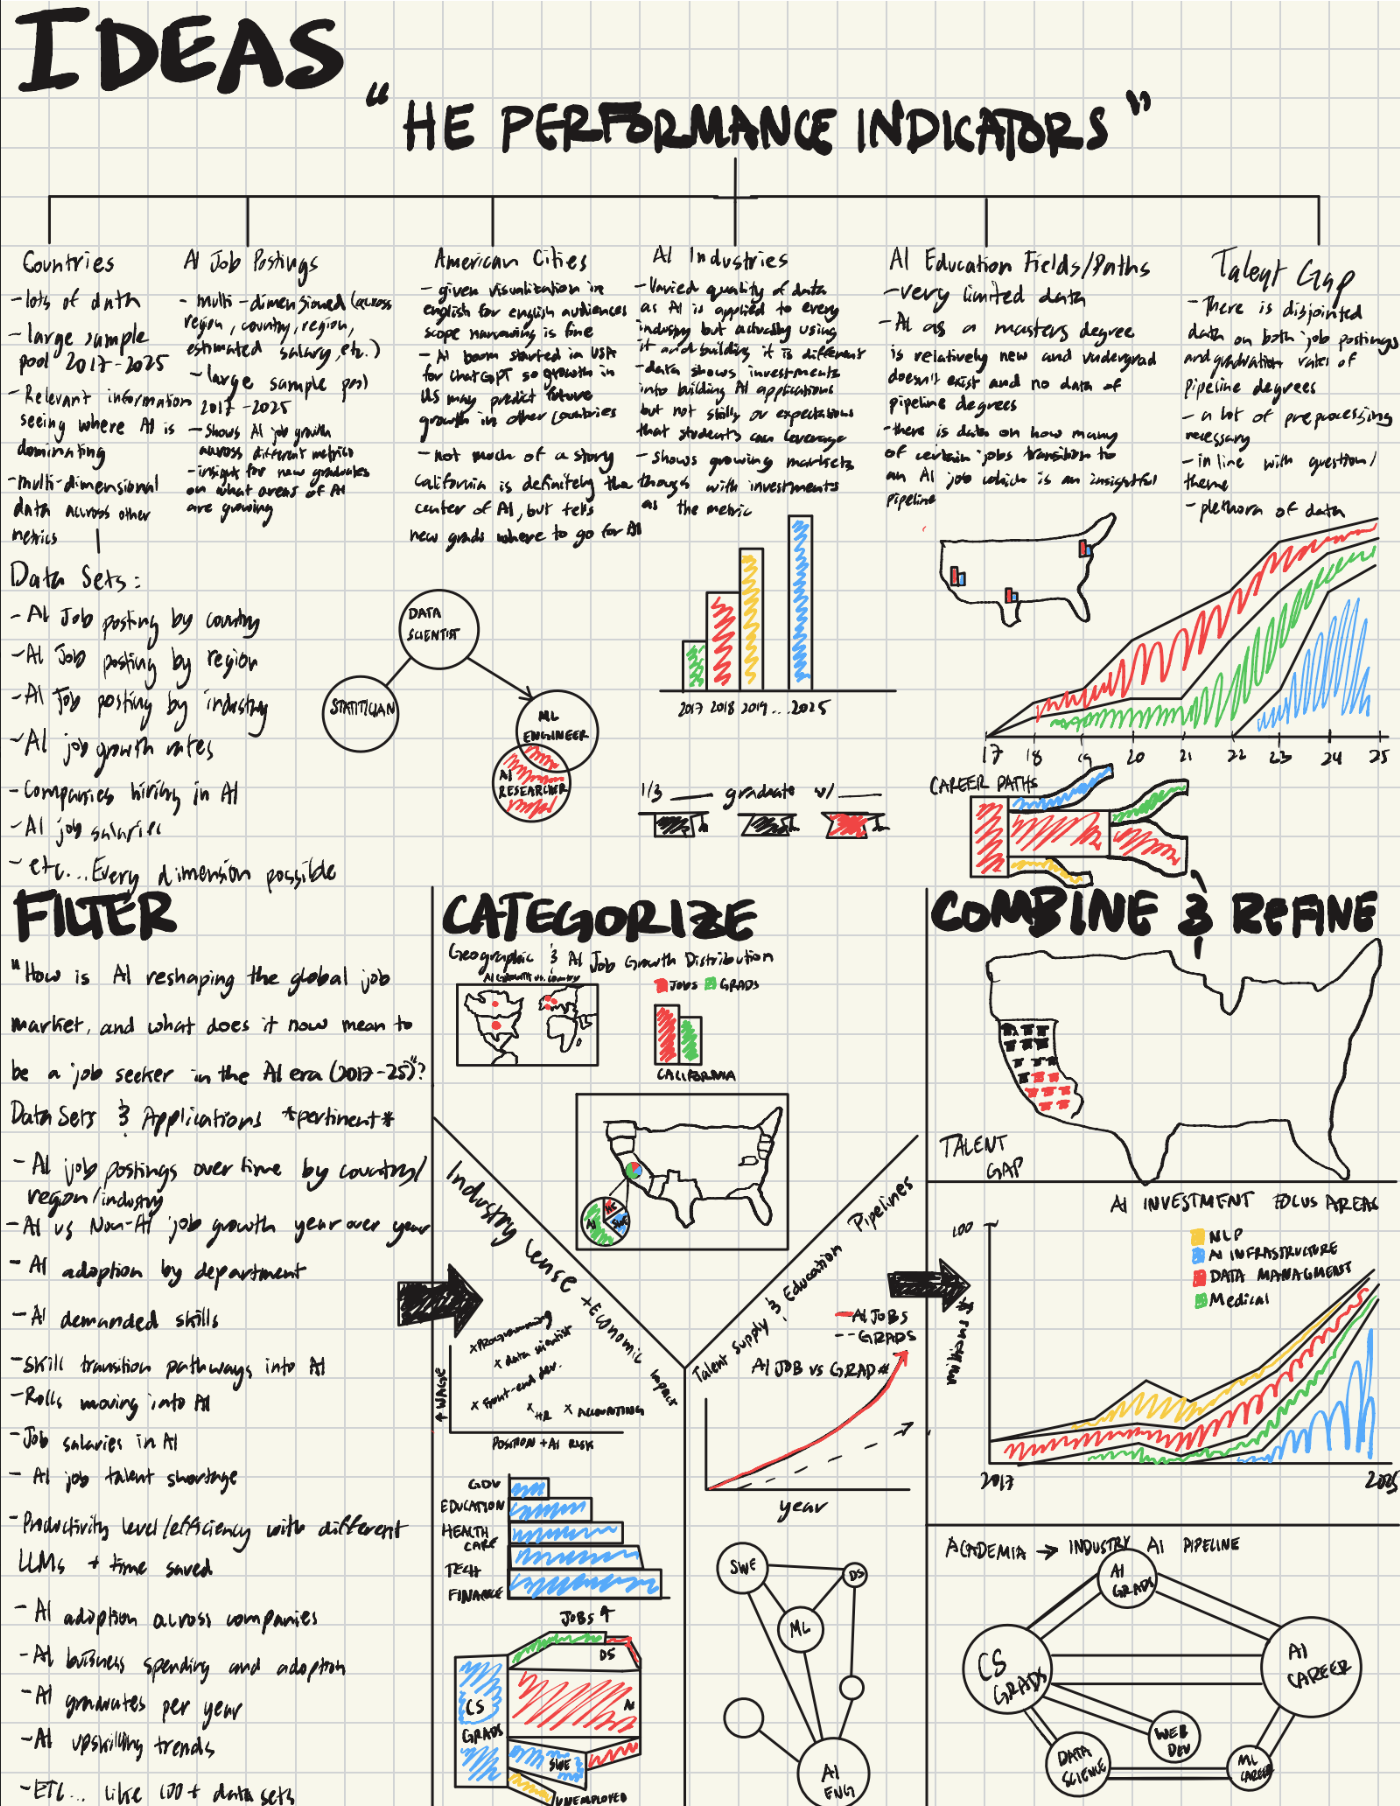 IDEAS
"HE PERFORMANCE INDICATORS"
Countries
-lots of data
-large sample
pool 2017-2025
-Relevant information
seeing where AI is
dominating
-multi-dimensional
data across other
metrics
Data Sets:
-AI Job posting by country
-AI Job posting by region
-AI Job posting by industry
-AI job growth rates
-Companies hiring in AI
-AI job salaries
-etc...Every dimension possible
AI Job Postings
-multi-dimensional (across
region, country, region,
estimated salary, etc.)
-large sample pool
2017-2025
-Shows AI job growth
across different metrics
-insight for new graduates
on what areas of AI
are growing
American Cities
-given visualization in
english for english audiences
scope narrowing is fine
-AI boom started in USA
for ChatGPT so growth in
US may predict future
growth in other countries
-not much of a story
California is definitely the
center of AI, but tells
new grads where to go for AI
AI Industries
-Varied quality of data
as AI is applied to every
industry but actually using
it and building it is different
-data shows investments
into building AI applications
but not skills or expectations
that students can leverage
-shows growing markets
though with investments
as the metric
AI Education Fields/Paths
-very limited data
-AI as a masters degree
is relatively new and undergrad
doesn't exist and no data of
pipeline degrees
-there is data on how many
of certain jobs transition to
an AI job which is an insightful
pipeline
Talent Gap
-There is disjointed
data on both job postings
and graduation rates of
pipeline degrees
-a lot of preprocessing
necessary
-in line with question/
theme
-plethora of data
DATA
SCIENTIST
STATITICIAN
ML
ENGINEER
AI
RESEARCHER
2017 2018 2019...2025
1/3 ____ graduate w/ ____
17 18 19 20 21 22 23 24 25
CAREER PATHS
FILTER
"How is AI reshaping the global job
market, and what does it now mean to
be a job seeker in the AI era (2017-25)"?
Data Sets & Applications *pertinent*
-AI job postings over time by country/
region/industry
-AI vs Non-AI job growth year over year
-AI adoption by department
-AI demanded skills
-Skill transition pathways into AI
-Rolls moving into AI
-Job salaries in AI
-AI job talent shortage
-Productivity level/efficiency with different
LLMs + time saved
-AI adoption across companies
-AI business spending and adoption
-AI graduates per year
-AI upskilling trends
-ETC... like 100+ data sets
CATEGORIZE
Geographic & AI Job Growth Distribution
AI Growth vs. Country
JOBS GRADS
CALIFORNIA
AI
SWE
Industry Lense + Economic Impact
↑WAGE
x Programming
x data scientist
x Front-end dev.
x HR
x ACCOUNTING
POSITION + AI RISK
GOV
EDUCATION
HEALTH
CARE
TECH
FINANCE
JOBS ↑
DS
CS
GRADS
AI
SWE
UNEMPLOYED
Talent Supply & Education Pipelines
AI JOBS
--GRADS
AI JOB VS GRAD #
year
SWE
DS
ML
AI
ENG
COMBINE & REFINE
TALENT
GAP
AI INVESTMENT FOCUS AREAS
100
NLP
AI INFRASTRUCTURE
DATA MANAGMENT
Medical
2017
2025
ACADEMIA → INDUSTRY AI PIPELINE
AI
GRADS
CS
GRADS
AI
CAREER
WEB
DEV
DATA
SCIENCE
ML
CAREER